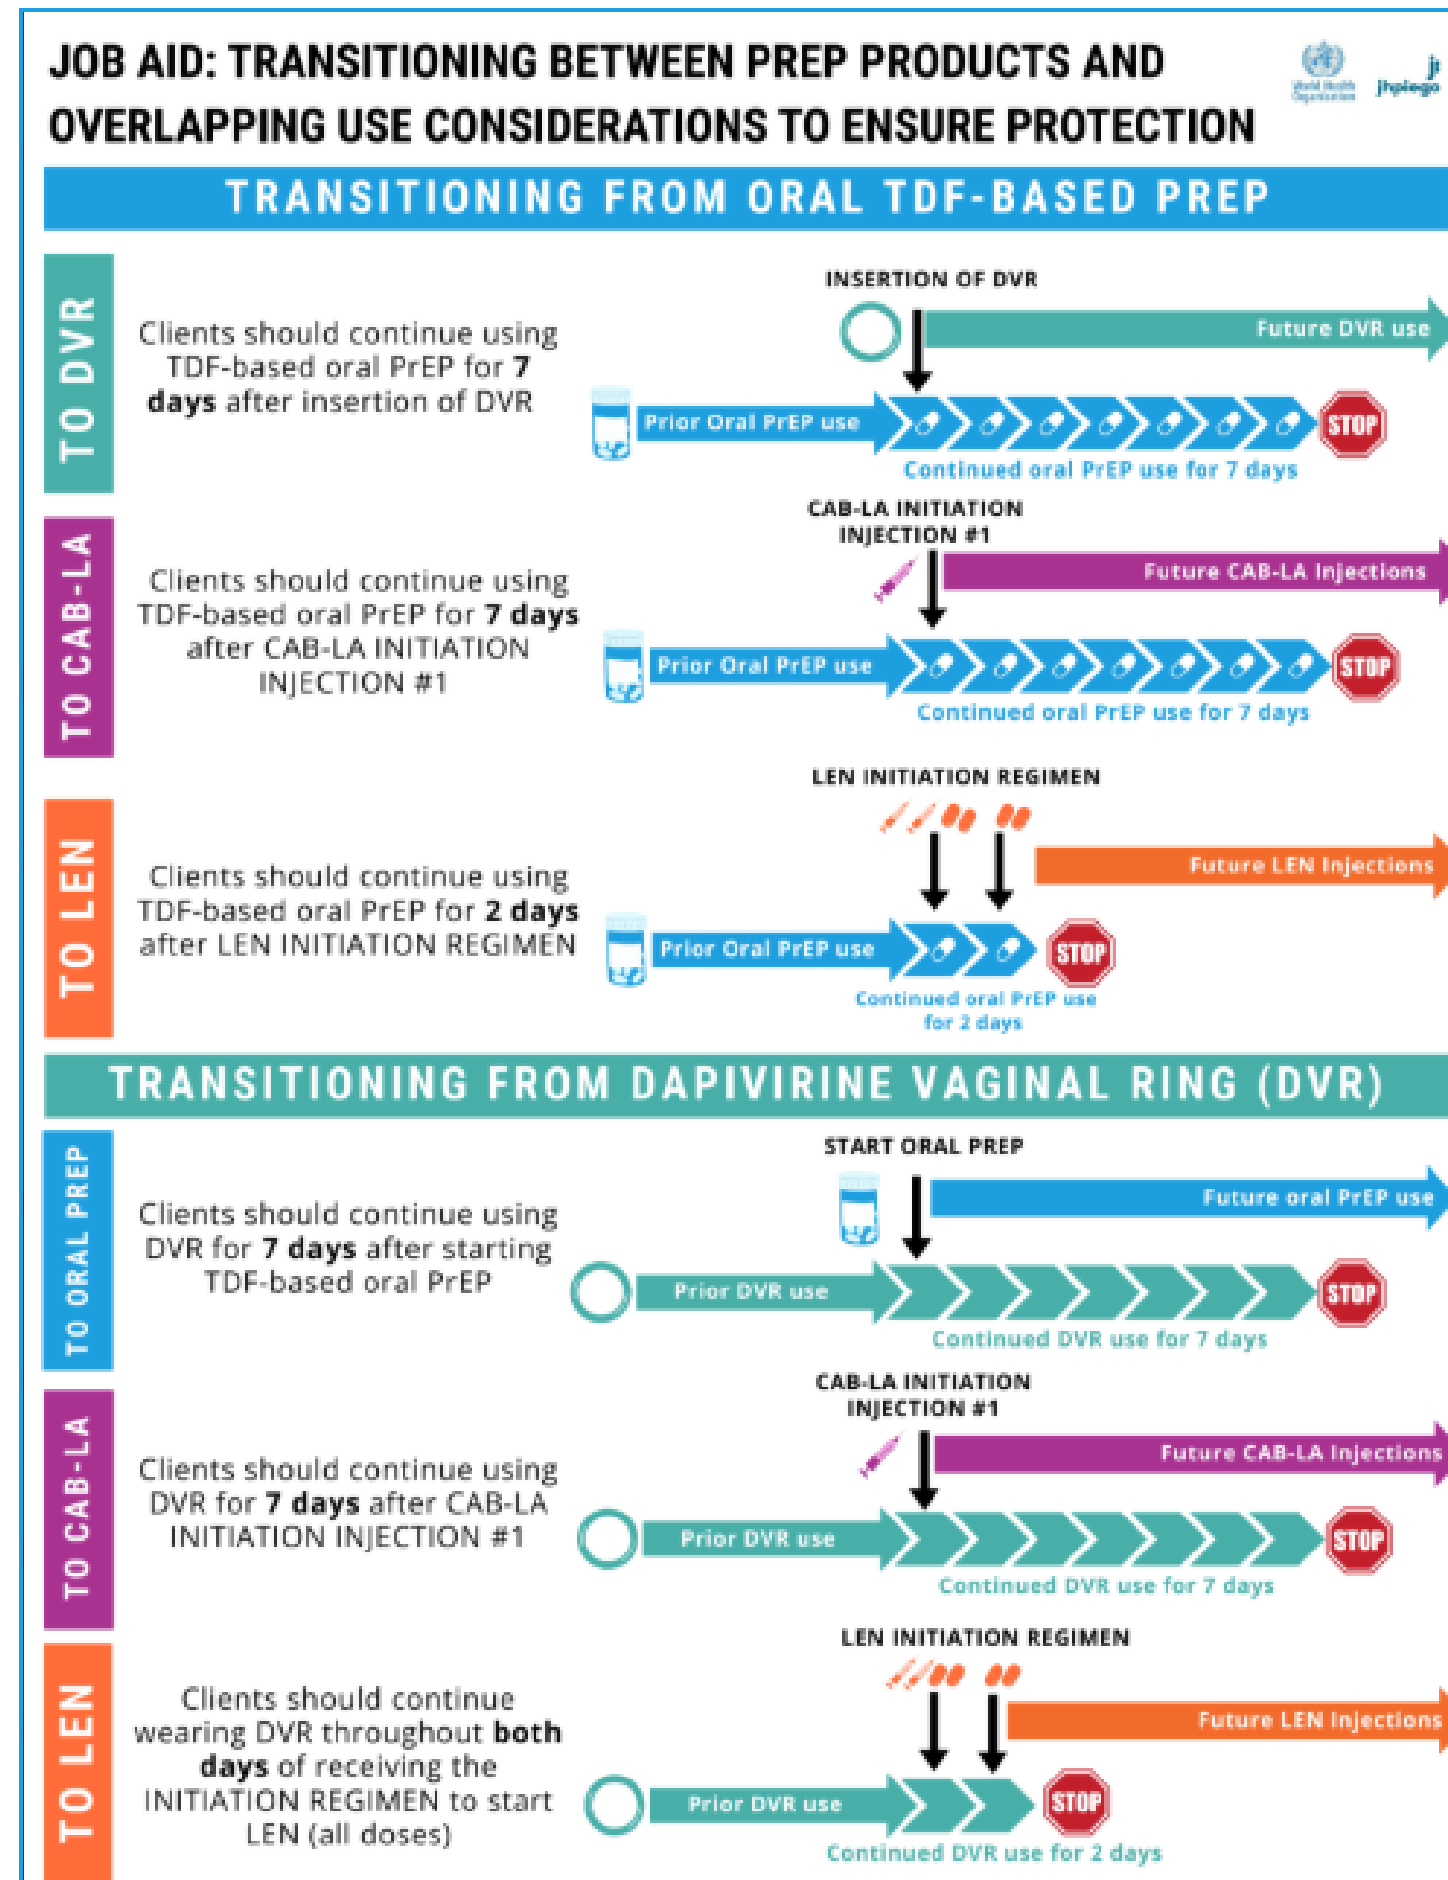 JOB AID: TRANSITIONING BETWEEN PREP PRODUCTS AND
OVERLAPPING USE CONSIDERATIONS TO ENSURE PROTECTION
World Health
Organization
jhpiego
TRANSITIONING FROM ORAL TDF-BASED PREP
TO DVR
Clients should continue using
TDF-based oral PrEP for 7
days after insertion of DVR
INSERTION OF DVR
Future DVR use
Prior Oral PrEP use
STOP
Continued oral PrEP use for 7 days
TO CAB-LA
Clients should continue using
TDF-based oral PrEP for 7 days
after CAB-LA INITIATION
INJECTION #1
CAB-LA INITIATION
INJECTION #1
Future CAB-LA Injections
Prior Oral PrEP use
STOP
Continued oral PrEP use for 7 days
TO LEN
Clients should continue using
TDF-based oral PrEP for 2 days
after LEN INITIATION REGIMEN
LEN INITIATION REGIMEN
Future LEN Injections
Prior Oral PrEP use
STOP
Continued oral PrEP use
for 2 days
TRANSITIONING FROM DAPIVIRINE VAGINAL RING (DVR)
TO ORAL PREP
Clients should continue using
DVR for 7 days after starting
TDF-based oral PrEP
START ORAL PREP
Future oral PrEP use
Prior DVR use
STOP
Continued DVR use for 7 days
TO CAB-LA
Clients should continue using
DVR for 7 days after CAB-LA
INITIATION INJECTION #1
CAB-LA INITIATION
INJECTION #1
Future CAB-LA Injections
Prior DVR use
STOP
Continued DVR use for 7 days
TO LEN
Clients should continue
wearing DVR throughout both
days of receiving the
INITIATION REGIMEN to start
LEN (all doses)
LEN INITIATION REGIMEN
Future LEN Injections
Prior DVR use
STOP
Continued DVR use for 2 days